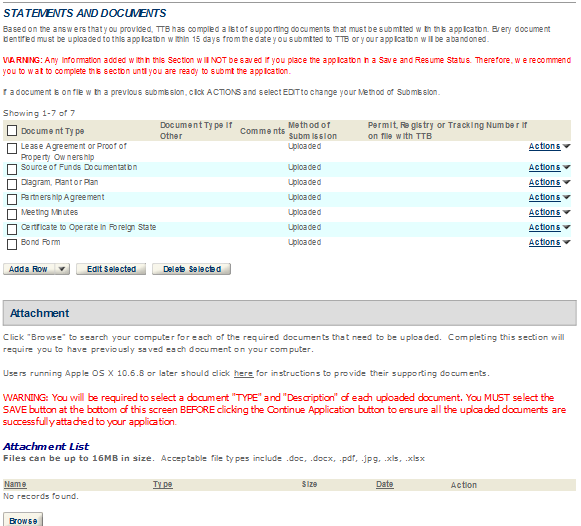 STATEMENTS AND DOCUMENTS
Based on the answers that you provided, TTB has compiled a list of supporting documents that must be submitted with this application. Every document
identified must be uploaded to this application within 15 days from the date you submitted to TTB or your application will be abandoned.
WARNING: Any information added within this Section will NOT be saved if you place the application in a Save and Resume Status. Therefore, we recommend
you to wait to complete this section until you are ready to submit the application.
If a document is on file with a previous submission, click ACTIONS and select EDIT to change your Method of Submission.
Showing 1-7 of 7
Document Type Document Type if Other Comments Method of Submission Permit, Registry or Tracking Number if on file with TTB
Lease Agreement or Proof of Property Ownership Uploaded Actions
Source of Funds Documentation Uploaded Actions
Diagram, Plant or Plan Uploaded Actions
Partnership Agreement Uploaded Actions
Meeting Minutes Uploaded Actions
Certificate to Operate in Foreign State Uploaded Actions
Bond Form Uploaded Actions
Add a Row Edit Selected Delete Selected
Attachment
Click "Browse" to search your computer for each of the required documents that need to be uploaded. Completing this section will
require you to have previously saved each document on your computer.
Users running Apple OS X 10.6.8 or later should click here for instructions to provide their supporting documents.
WARNING: You will be required to select a document "TYPE" and "Description" of each uploaded document. You MUST select the
SAVE button at the bottom of this screen BEFORE clicking the Continue Application button to ensure all the uploaded documents are
successfully attached to your application.
Attachment List
Files can be up to 16MB in size. Acceptable file types include .doc, .docx, .pdf, .jpg, .xls, .xlsx
Name Type Size Date Action
No records found.
Browse